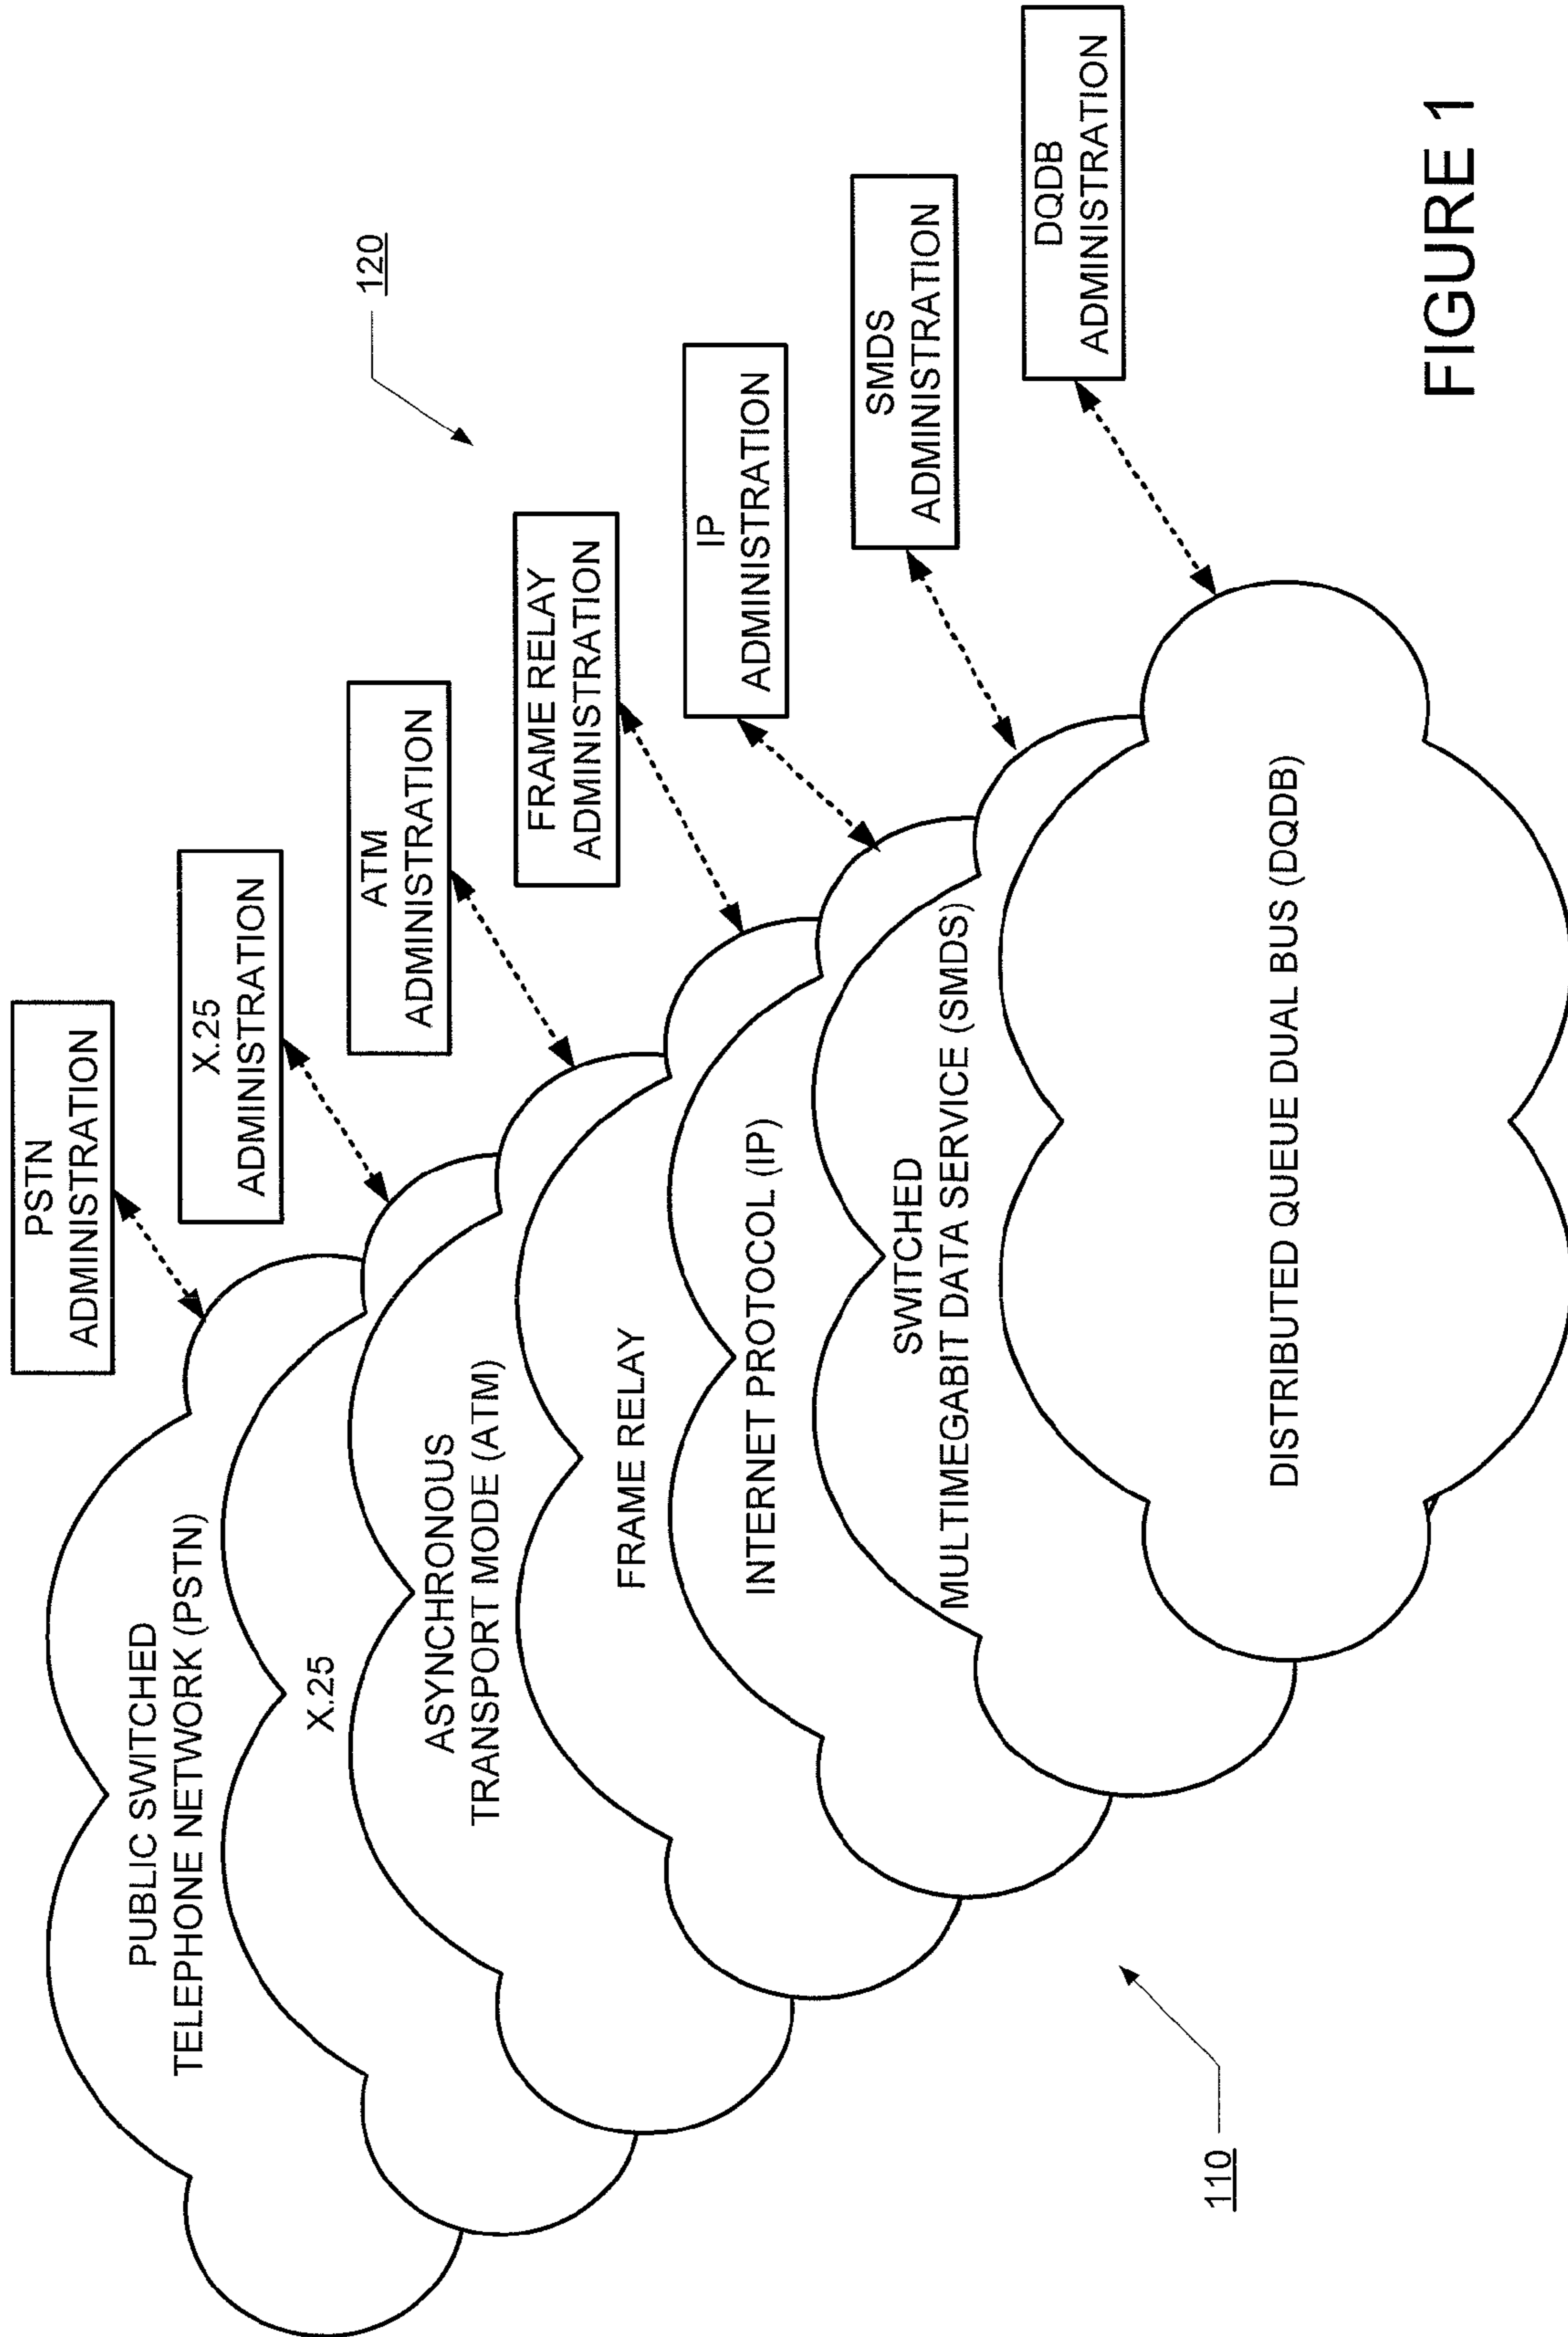 PSTN
ADMINISTRATION
X.25
ADMINISTRATION
ATM
ADMINISTRATION
FRAME RELAY
ADMINISTRATION
IP
ADMINISTRATION
SMDS
ADMINISTRATION
DQDB
ADMINISTRATION
120
PUBLIC SWITCHED
TELEPHONE NETWORK (PSTN)
X.25
ASYNCHRONOUS
TRANSPORT MODE (ATM)
FRAME RELAY
INTERNET PROTOCOL (IP)
SWITCHED
MULTIMEGABIT DATA SERVICE (SMDS)
DISTRIBUTED QUEUE DUAL BUS (DQDB)
110
FIGURE 1